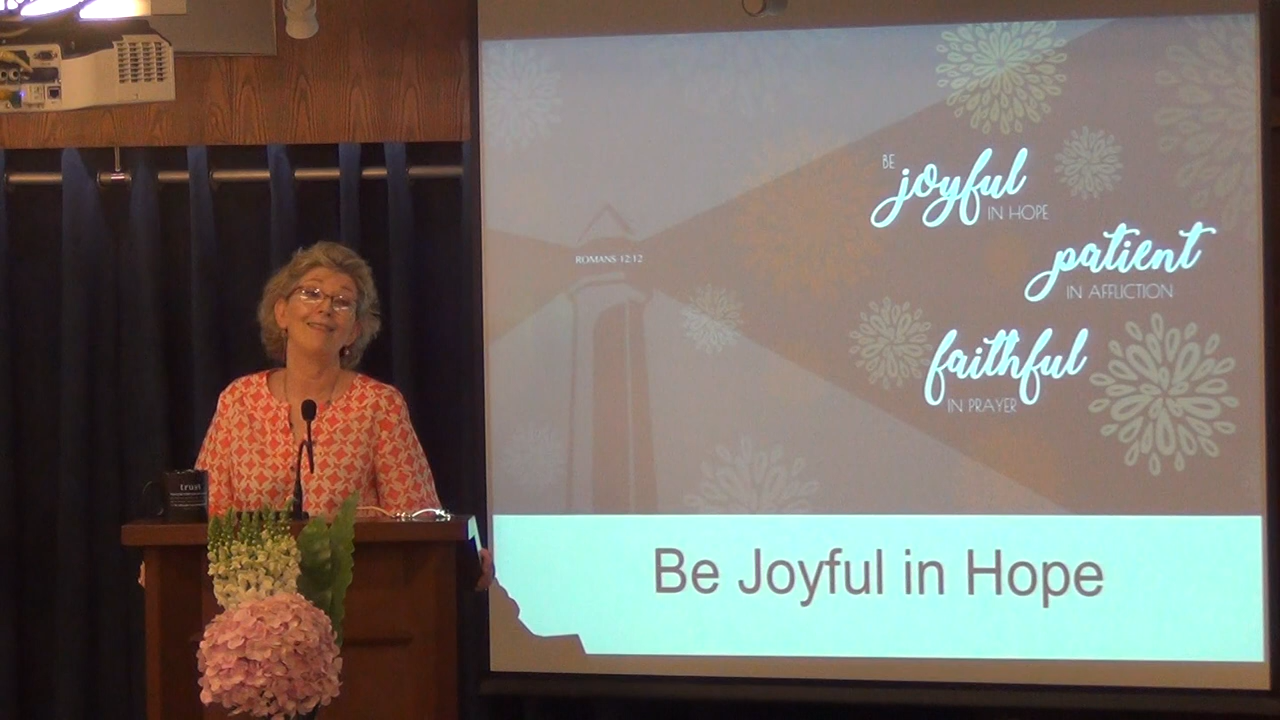 BE
joyful
IN HOPE
patient
IN AFFLICTION
ROMANS 12:12
faithful
IN PRAYER
trust
Be Joyful in Hope